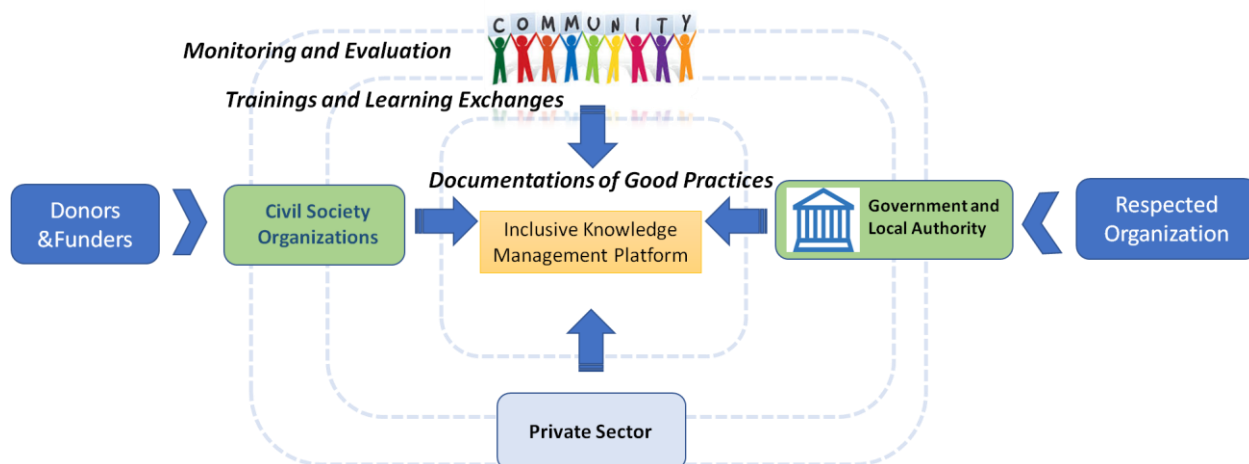 COMMUNITY
Monitoring and Evaluation
Trainings and Learning Exchanges
Documentations of Good Practices
Donors
&Funders
Civil Society
Organizations
Inclusive Knowledge
Management Platform
Government and
Local Authority
Respected
Organization
Private Sector